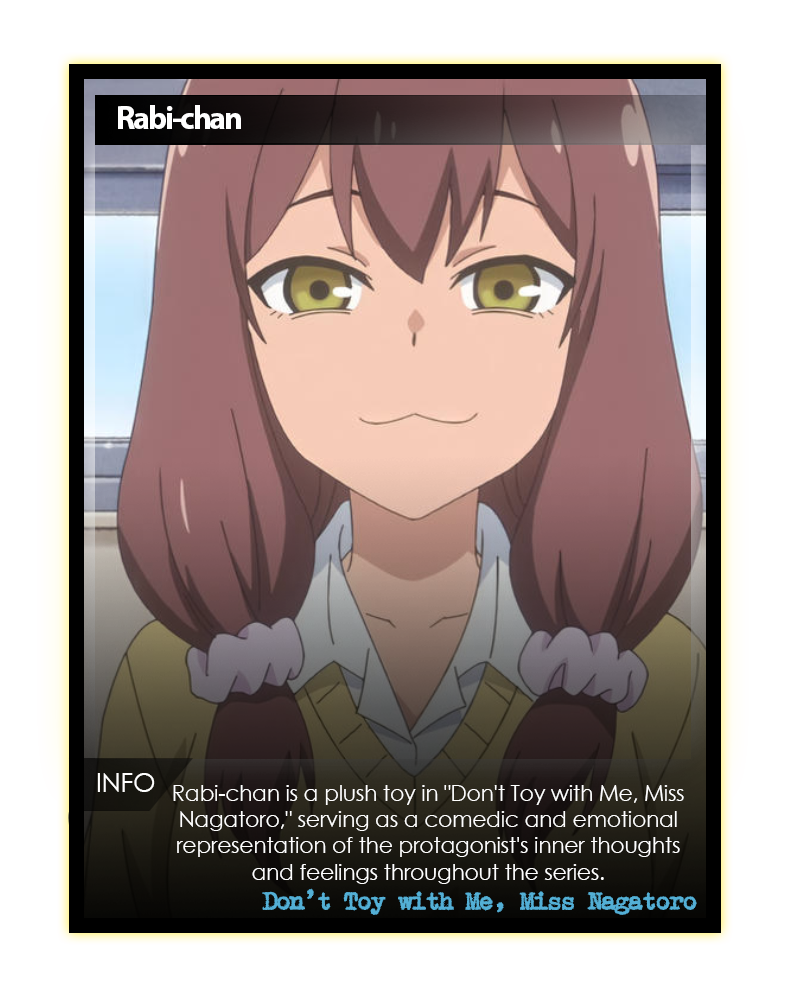 Rabi-chan
INFO
Rabi-chan is a plush toy in "Don't Toy with Me, Miss
Nagatoro," serving as a comedic and emotional
representation of the protagonist's inner thoughts
and feelings throughout the series.
Don't Toy with Me, Miss Nagatoro